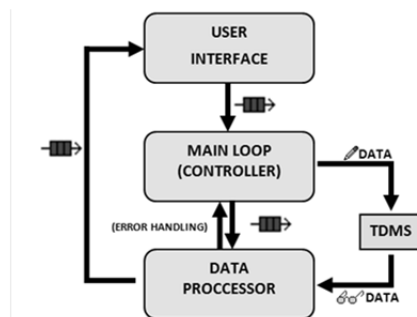 USER
INTERFACE
MAIN LOOP
(CONTROLLER)
DATA
TDMS
(ERROR HANDLING)
DATA
PROCCESSOR
DATA